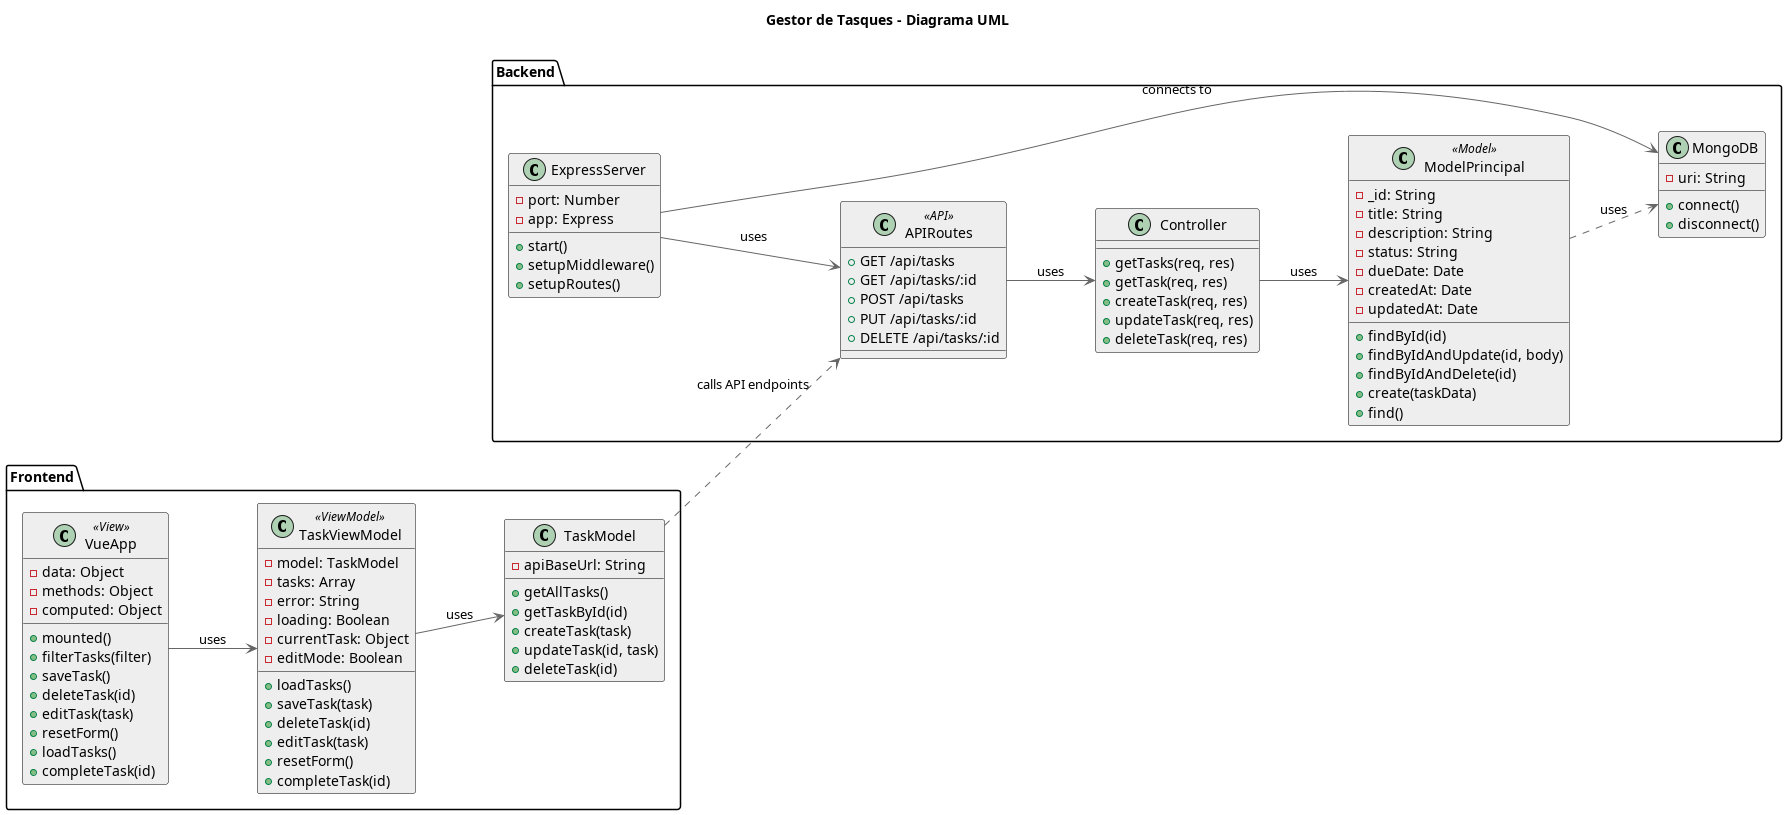 Gestor de Tasques - Diagrama UML
Backend
connects to
ExpressServer
port: Number
app: Express
start()
setupMiddleware()
setupRoutes()
uses
«API»
APIRoutes
GET /api/tasks
GET /api/tasks/:id
POST /api/tasks
PUT /api/tasks/:id
DELETE /api/tasks/:id
uses
Controller
getTasks(req, res)
getTask(req, res)
createTask(req, res)
updateTask(req, res)
deleteTask(req, res)
uses
«Model»
ModelPrincipal
_id: String
title: String
description: String
status: String
dueDate: Date
createdAt: Date
updatedAt: Date
findById(id)
findByIdAndUpdate(id, body)
findByIdAndDelete(id)
create(taskData)
find()
uses
MongoDB
uri: String
connect()
disconnect()
calls API endpoints
Frontend
«View»
VueApp
data: Object
methods: Object
computed: Object
mounted()
filterTasks(filter)
saveTask()
deleteTask(id)
editTask(task)
resetForm()
loadTasks()
completeTask(id)
uses
«ViewModel»
TaskViewModel
model: TaskModel
tasks: Array
error: String
loading: Boolean
currentTask: Object
editMode: Boolean
loadTasks()
saveTask(task)
deleteTask(id)
editTask(task)
resetForm()
completeTask(id)
uses
TaskModel
apiBaseUrl: String
getAllTasks()
getTaskById(id)
createTask(task)
updateTask(id, task)
deleteTask(id)